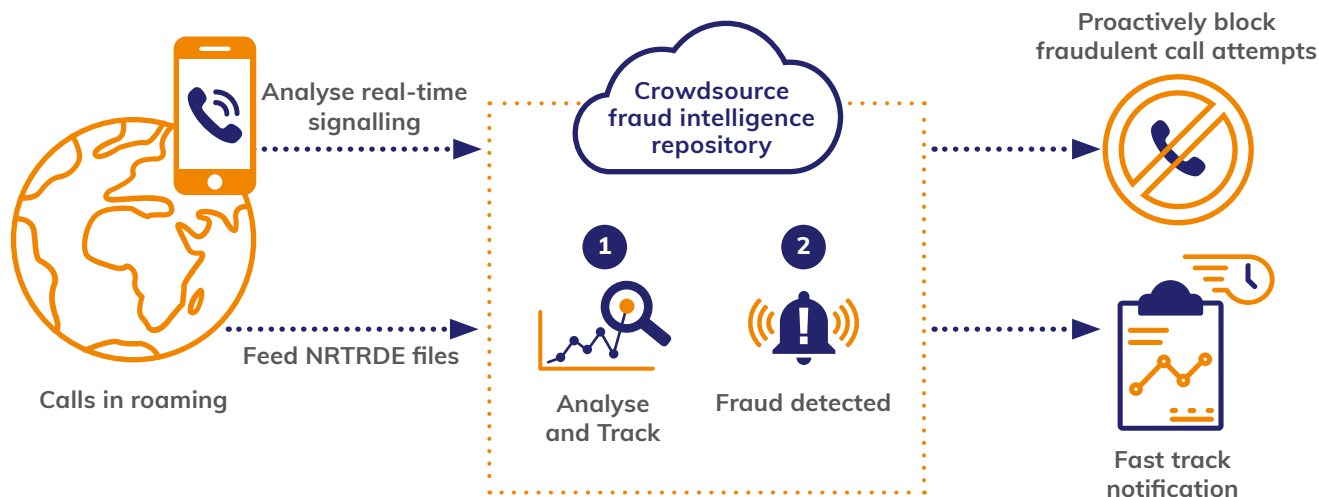 Analyse real-time
signalling
Feed NRTRDE files
Calls in roaming
Crowdsource
fraud intelligence
repository
1
Analyse
and Track
2
Fraud detected
Proactively block
fraudulent call attempts
Fast track
notification